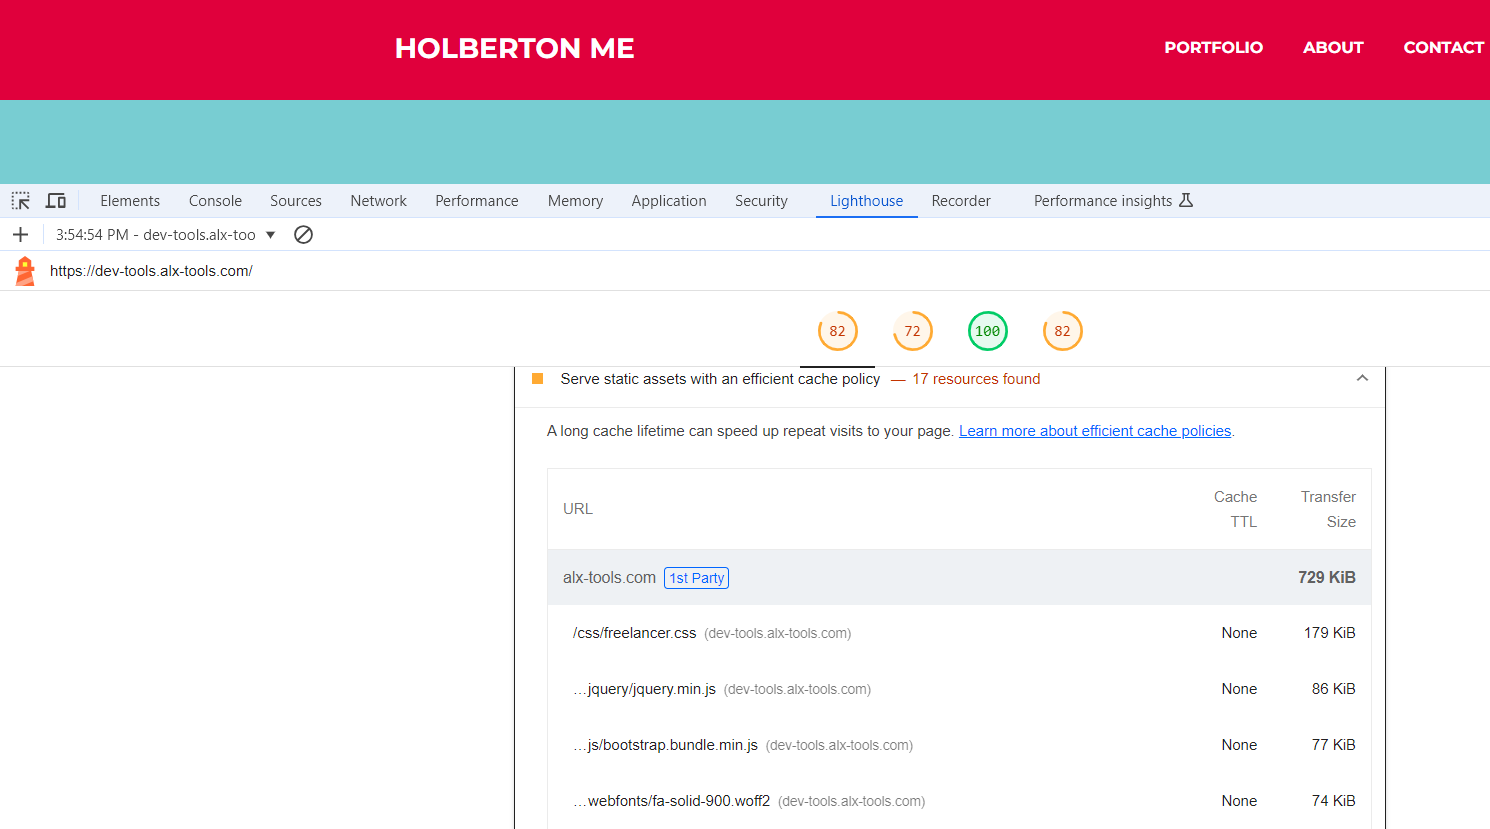 HOLBERTON ME
PORTFOLIO ABOUT CONTACT
Elements Console Sources Network Performance Memory Application Security Lighthouse Recorder Performance insights
3:54:54 PM - dev-tools.alx-too
https://dev-tools.alx-tools.com/
82 72 100 82
Serve static assets with an efficient cache policy — 17 resources found
A long cache lifetime can speed up repeat visits to your page. Learn more about efficient cache policies.
URL Cache TTL Transfer Size
alx-tools.com 1st Party 729 KiB
/css/freelancer.css (dev-tools.alx-tools.com) None 179 KiB
…jquery/jquery.min.js (dev-tools.alx-tools.com) None 86 KiB
…js/bootstrap.bundle.min.js (dev-tools.alx-tools.com) None 77 KiB
…webfonts/fa-solid-900.woff2 (dev-tools.alx-tools.com) None 74 KiB